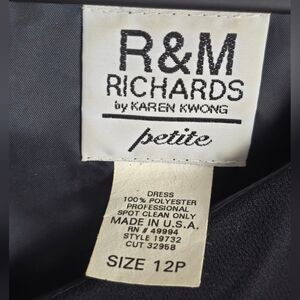 R&M
RICHARDS
by KAREN KWONG
petite
DRESS
100% POLYESTER
PROFESSIONAL
SPOT CLEAN ONLY
MADE IN U.S.A.
RN # 49994
STYLE 19732
CUT 32958
SIZE 12P